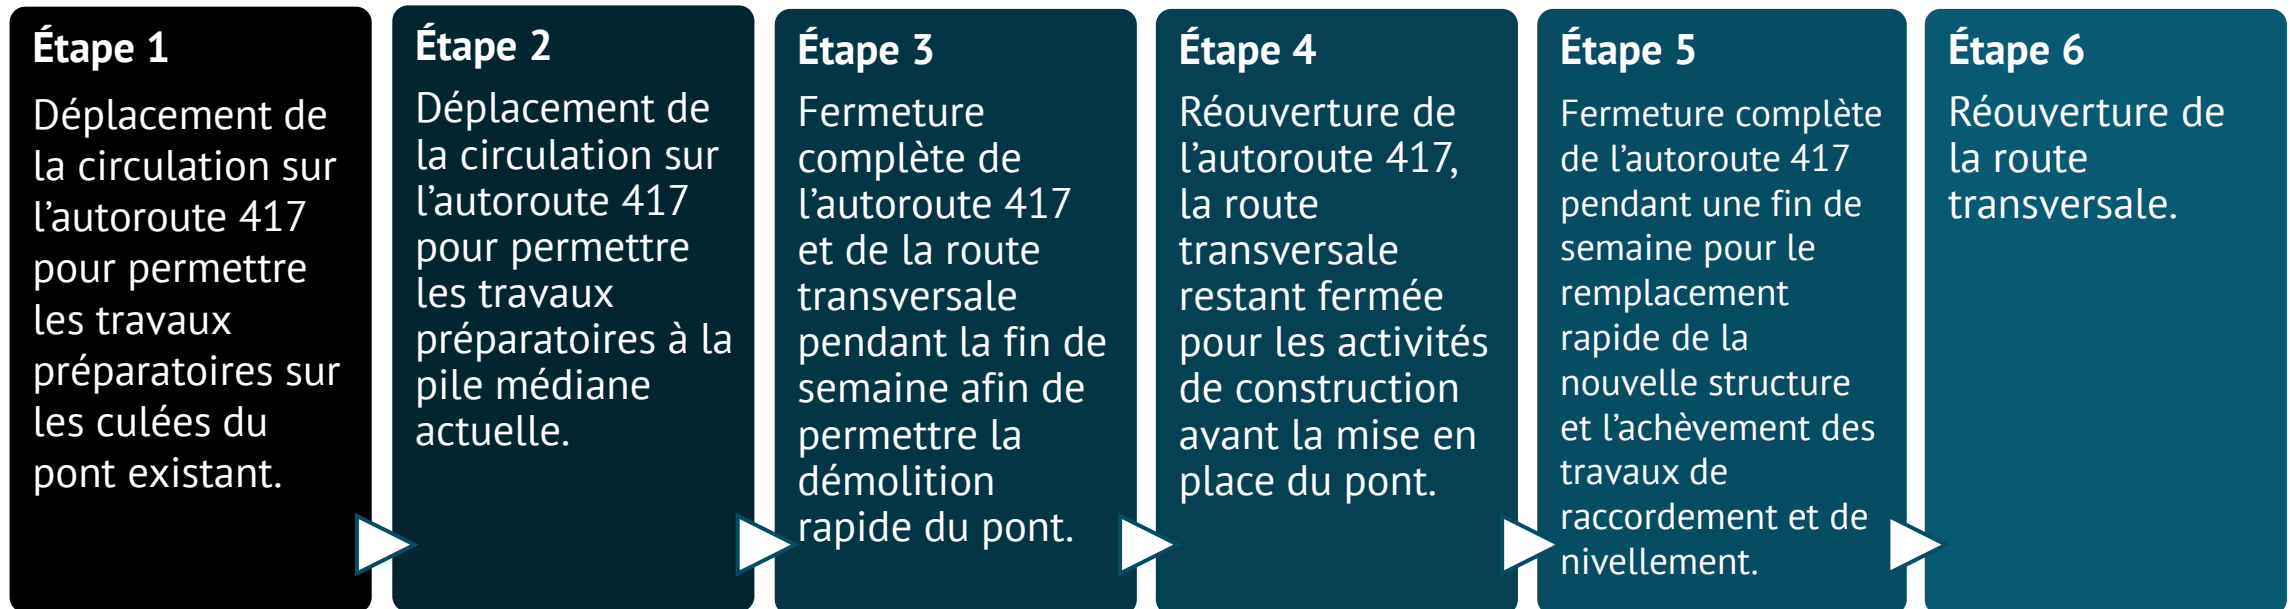 Étape 1
Déplacement de
la circulation sur
l’autoroute 417
pour permettre
les travaux
préparatoires sur
les culées du
pont existant.
Étape 2
Déplacement de
la circulation sur
l’autoroute 417
pour permettre
les travaux
préparatoires à la
pile médiane
actuelle.
Étape 3
Fermeture
complète de
l’autoroute 417
et de la route
transversale
pendant la fin de
semaine afin de
permettre la
démolition
rapide du pont.
Étape 4
Réouverture de
l’autoroute 417,
la route
transversale
restant fermée
pour les activités
de construction
avant la mise en
place du pont.
Étape 5
Fermeture complète
de l’autoroute 417
pendant une fin de
semaine pour le
remplacement
rapide de la
nouvelle structure
et l’achèvement des
travaux de
raccordement et de
nivellement.
Étape 6
Réouverture de
la route
transversale.